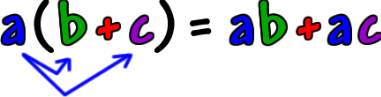 a(b+c) = ab+ac